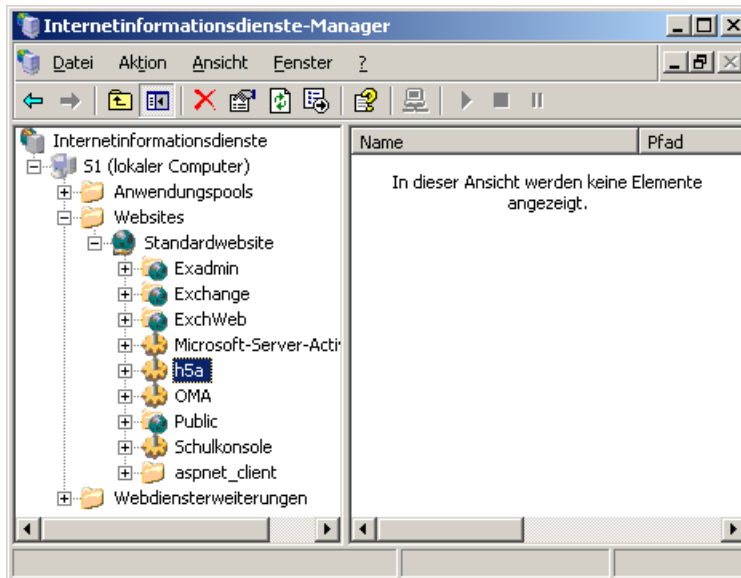 Internetinformationsdienste-Manager
Datei Aktion Ansicht Fenster ?
Internetinformationsdienste
S1 (lokaler Computer)
Anwendungspools
Websites
Standardwebsite
Exadmin
Exchange
ExchWeb
Microsoft-Server-Acti
h5a
OMA
Public
Schulkonsole
aspnet_client
Webdiensterweiterungen
Name Pfad
In dieser Ansicht werden keine Elemente
angezeigt.